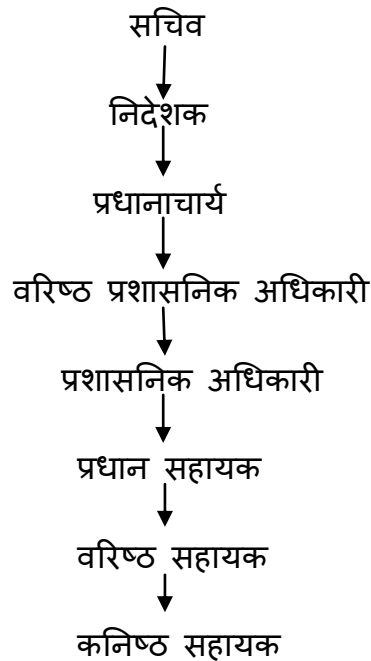 सचिव
निदेशक
प्रधानाचार्य
वरिष्ठ प्रशासनिक अधिकारी
प्रशासनिक अधिकारी
प्रधान सहायक
वरिष्ठ सहायक
कनिष्ठ सहायक